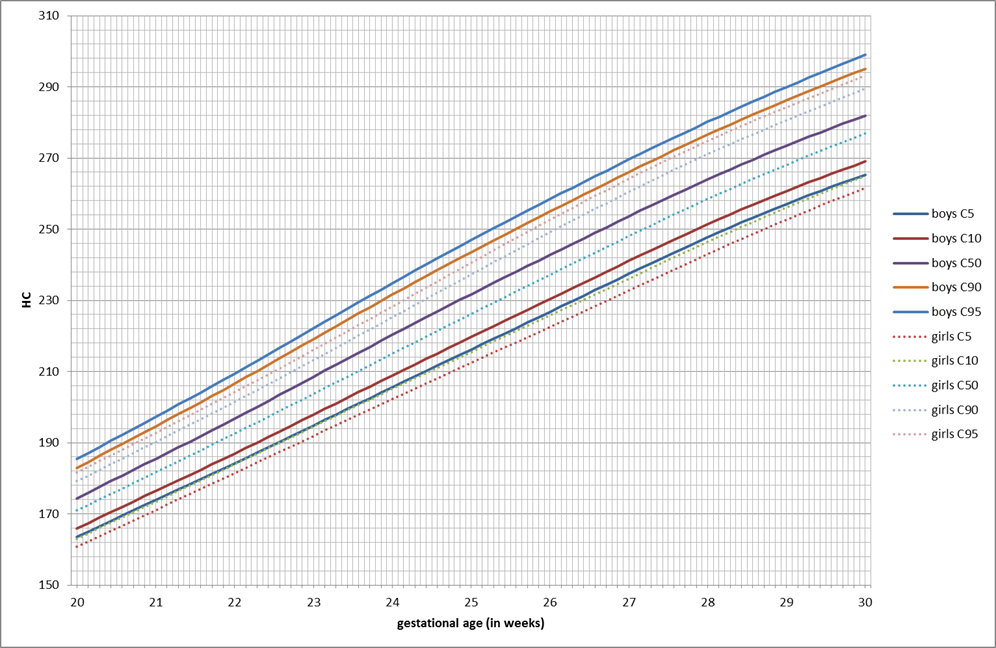 310
290
270
250
230
210
190
170
150
HC
20 21 22 23 24 25 26 27 28 29 30
gestational age (in weeks)
boys C5
boys C10
boys C50
boys C90
boys C95
girls C5
girls C10
girls C50
girls C90
girls C95